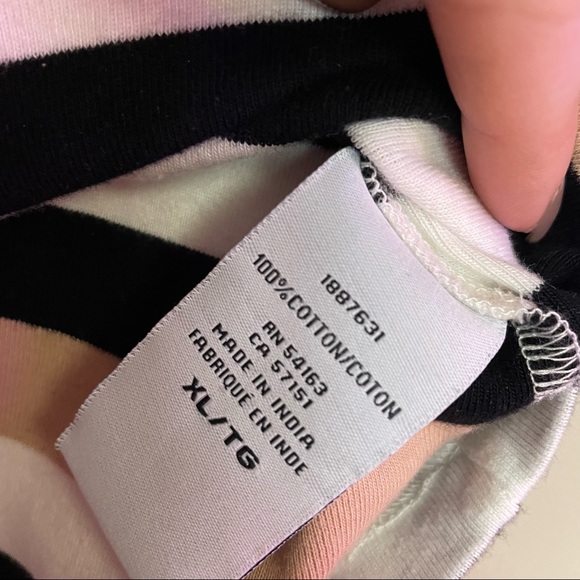 1887631
100%COTTON/COTON
RN 54163
CA 57151
MADE IN INDIA
FABRIQUE EN INDE
XL/TG